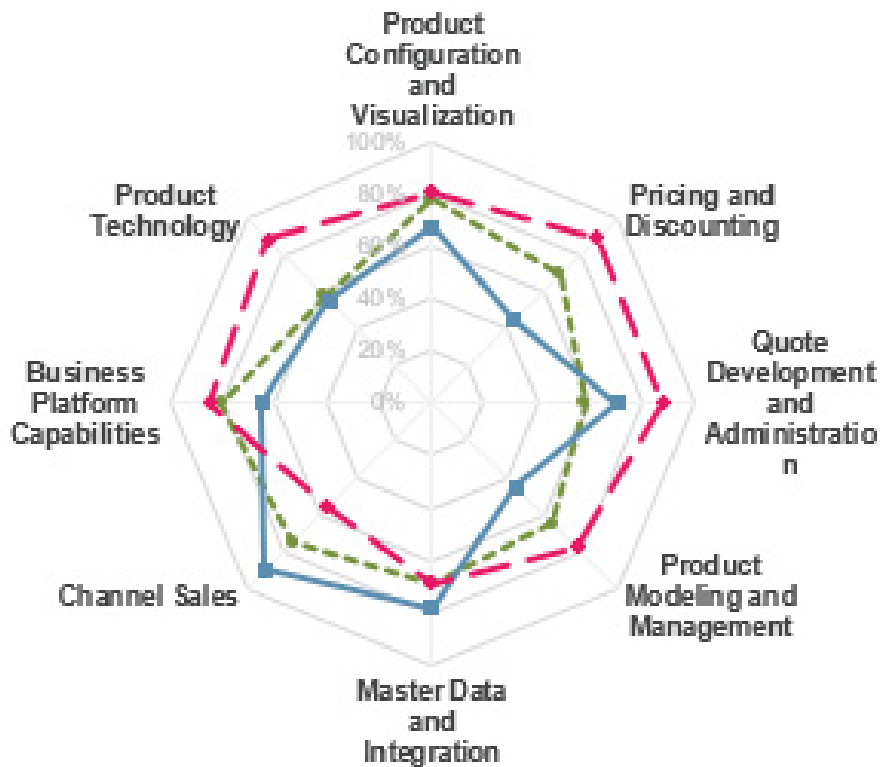 Product
Configuration
and
Visualization
100%
80%
60%
40%
20%
0%
Pricing and
Discounting
Quote
Development
and
Administratio
n
Product
Modeling and
Management
Master Data
and
Integration
Channel Sales
Business
Platform
Capabilities
Product
Technology